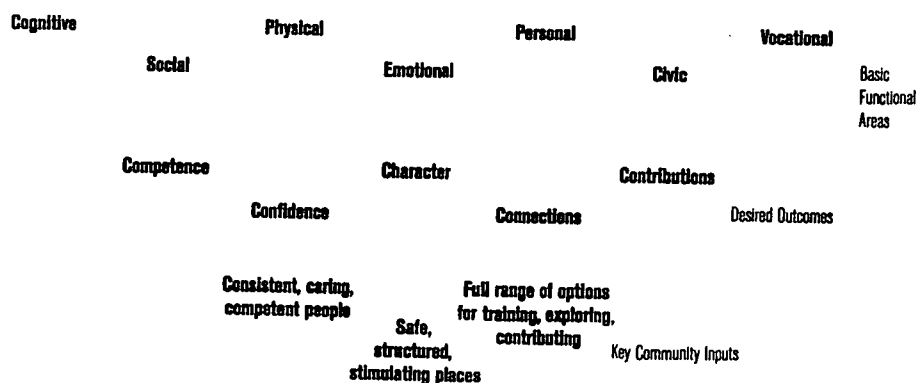 Cognitive Physical Personal Vocational
Social Emotional Civic
Basic
Functional
Areas
Competence Character Contributions
Confidence Connections Desired Outcomes
Consistent, caring,
competent people
Full range of options
for training, exploring,
contributing
Safe,
structured,
stimulating places
Key Community Inputs